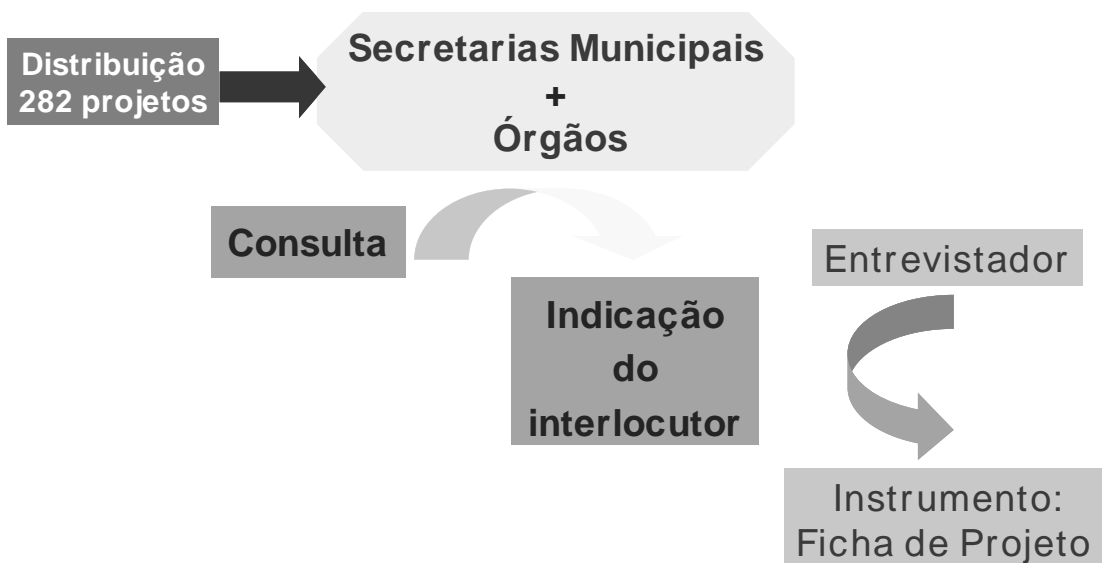 Distribuição
282 projetos
Secretarias Municipais
+
Órgãos
Consulta
Indicação
do
interlocutor
Entrevistador
Instrumento:
Ficha de Projeto